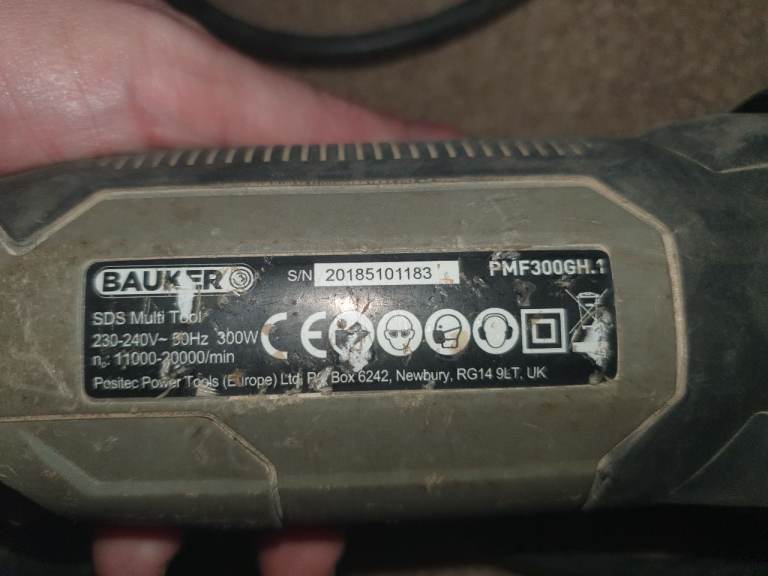 BAUKER
S/N 20185101183
PMF300GH.1
SDS Multi Tool
230-240V~ 50Hz 300W
n₀: 11000-20000/min
Positec Power Tools (Europe) Ltd, Po Box 6242, Newbury, RG14 9LT, UK
CE